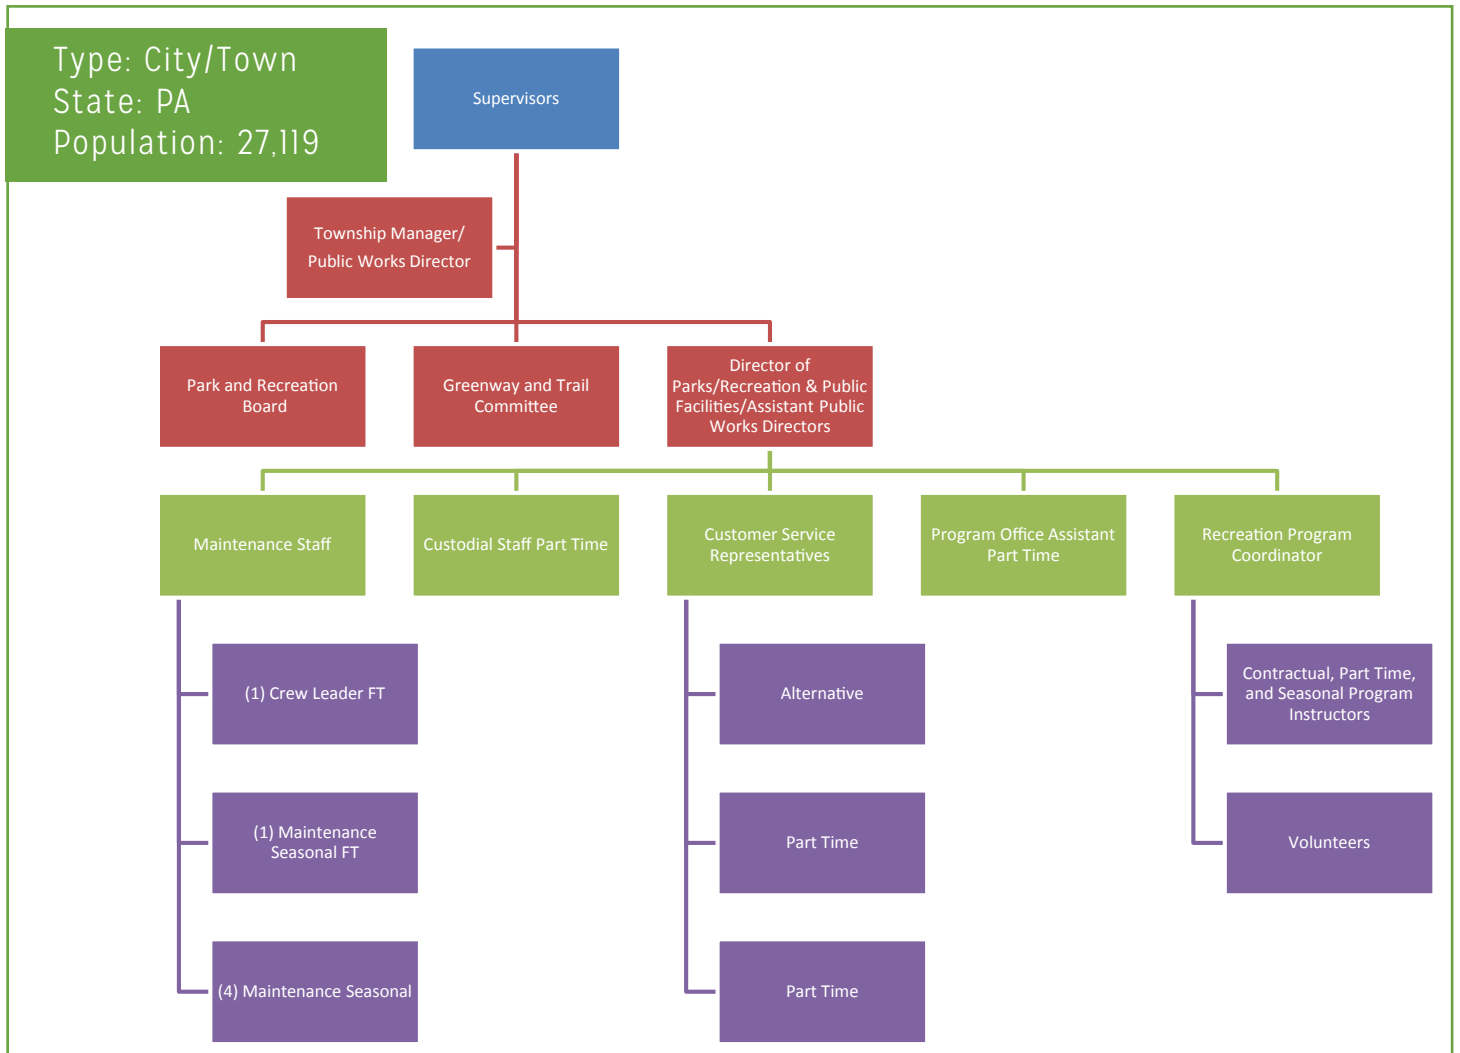 Type: City/Town
State: PA
Population: 27,119
Supervisors
Township Manager/
Public Works Director
Park and Recreation
Board
Greenway and Trail
Committee
Director of
Parks/Recreation & Public
Facilities/Assistant Public
Works Directors
Maintenance Staff
Custodial Staff Part Time
Customer Service
Representatives
Program Office Assistant
Part Time
Recreation Program
Coordinator
(1) Crew Leader FT
Alternative
Contractual, Part Time,
and Seasonal Program
Instructors
(1) Maintenance
Seasonal FT
Part Time
Volunteers
(4) Maintenance Seasonal
Part Time